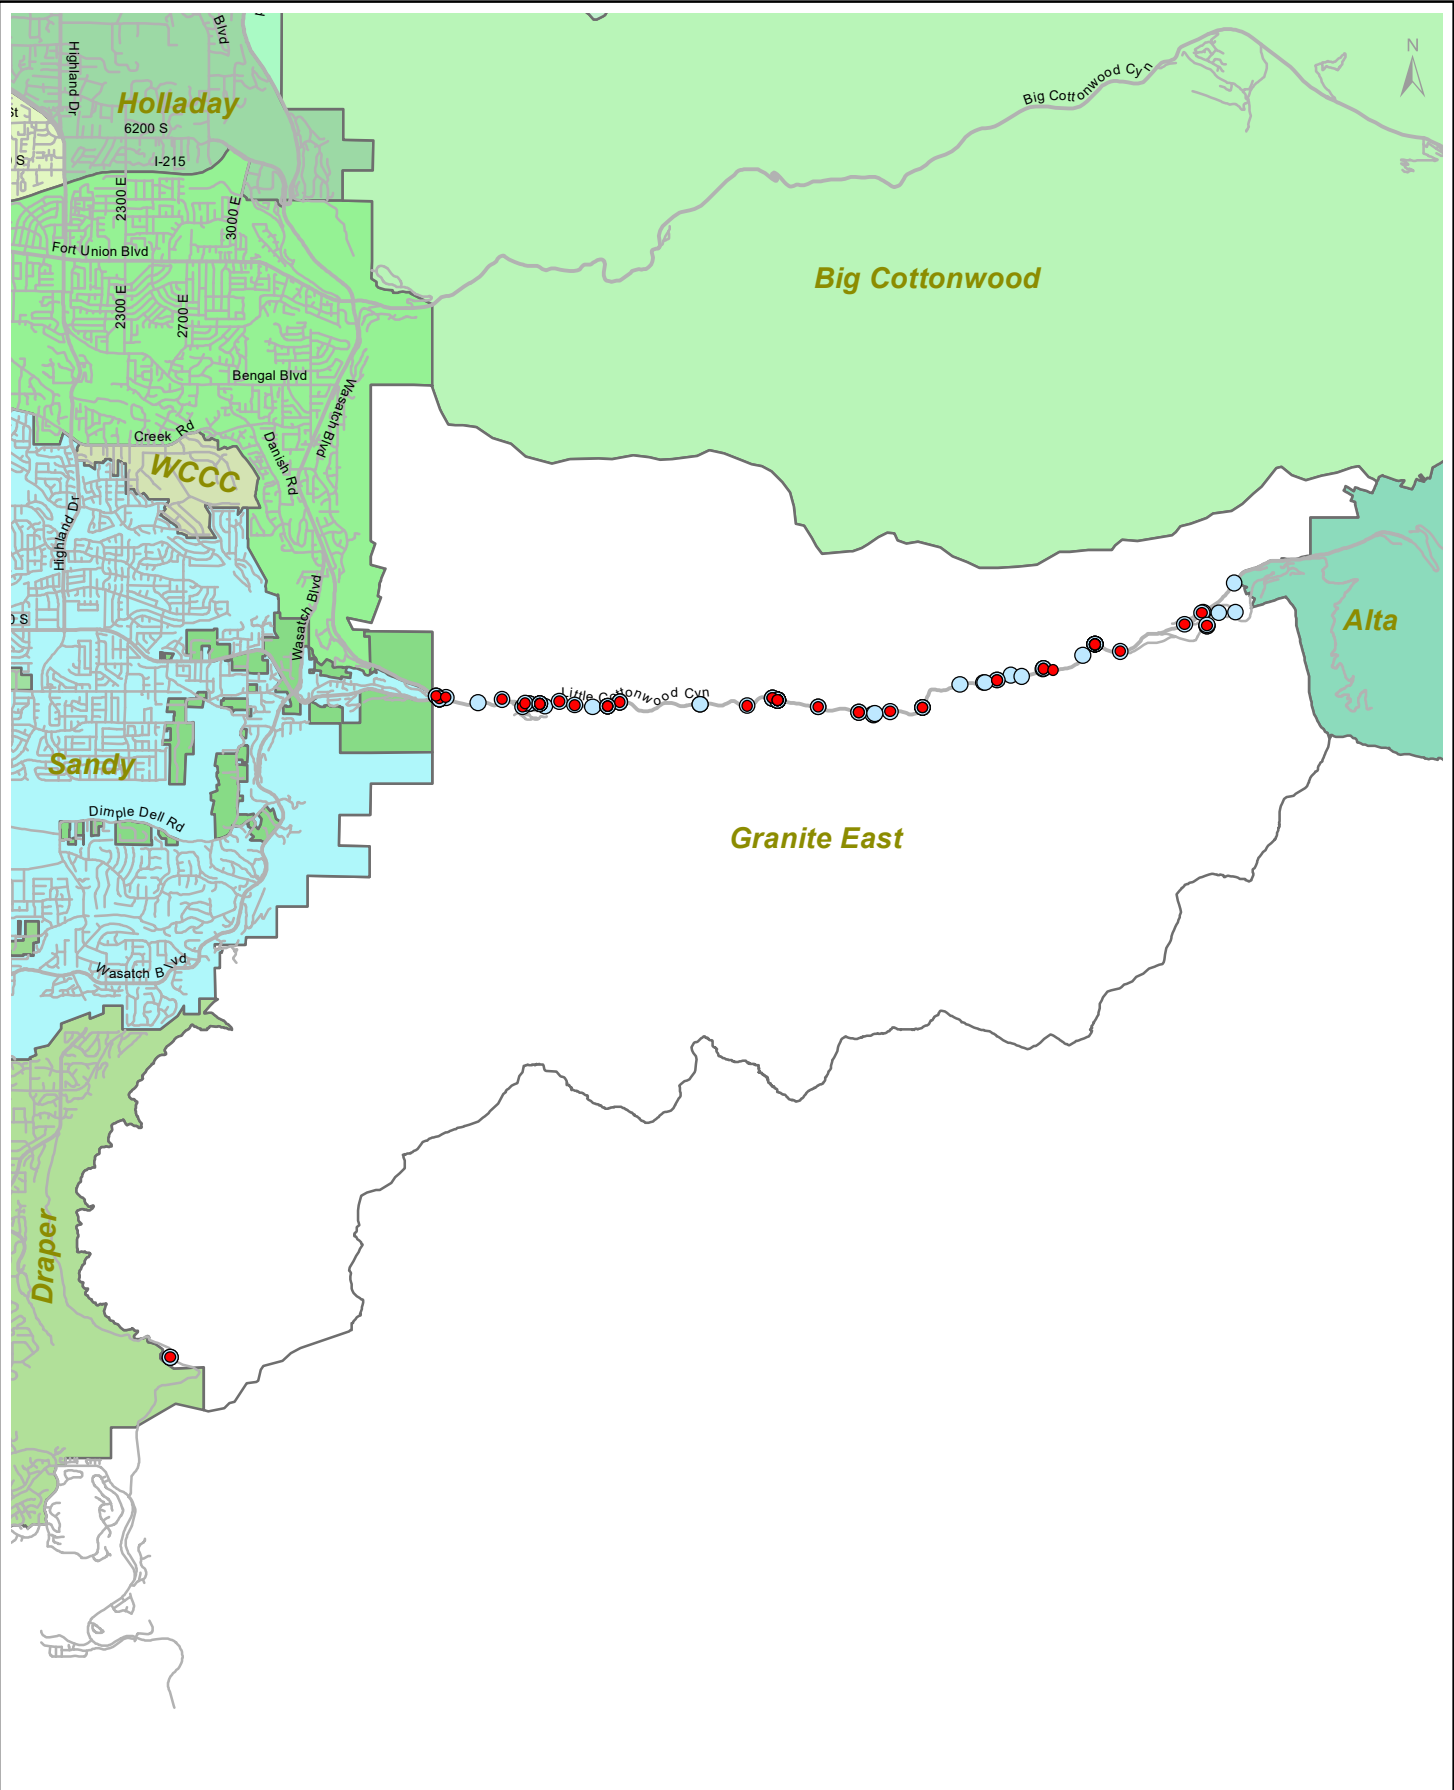 Blvd
N
Highland Dr
Big Cottonwood Cyn
Holladay
St
6200 S
S
I-215
2300 E
3000 E
Fort Union Blvd
Big Cottonwood
2300 E
2700 E
Bengal Blvd
Wasatch Blvd
Creek Rd
Danish Rd
WCCC
Highland Dr
Wasatch Blvd
0 S
Alta
Little Cottonwood Cyn
Sandy
Dimple Dell Rd
Granite East
Wasatch Blvd
Draper